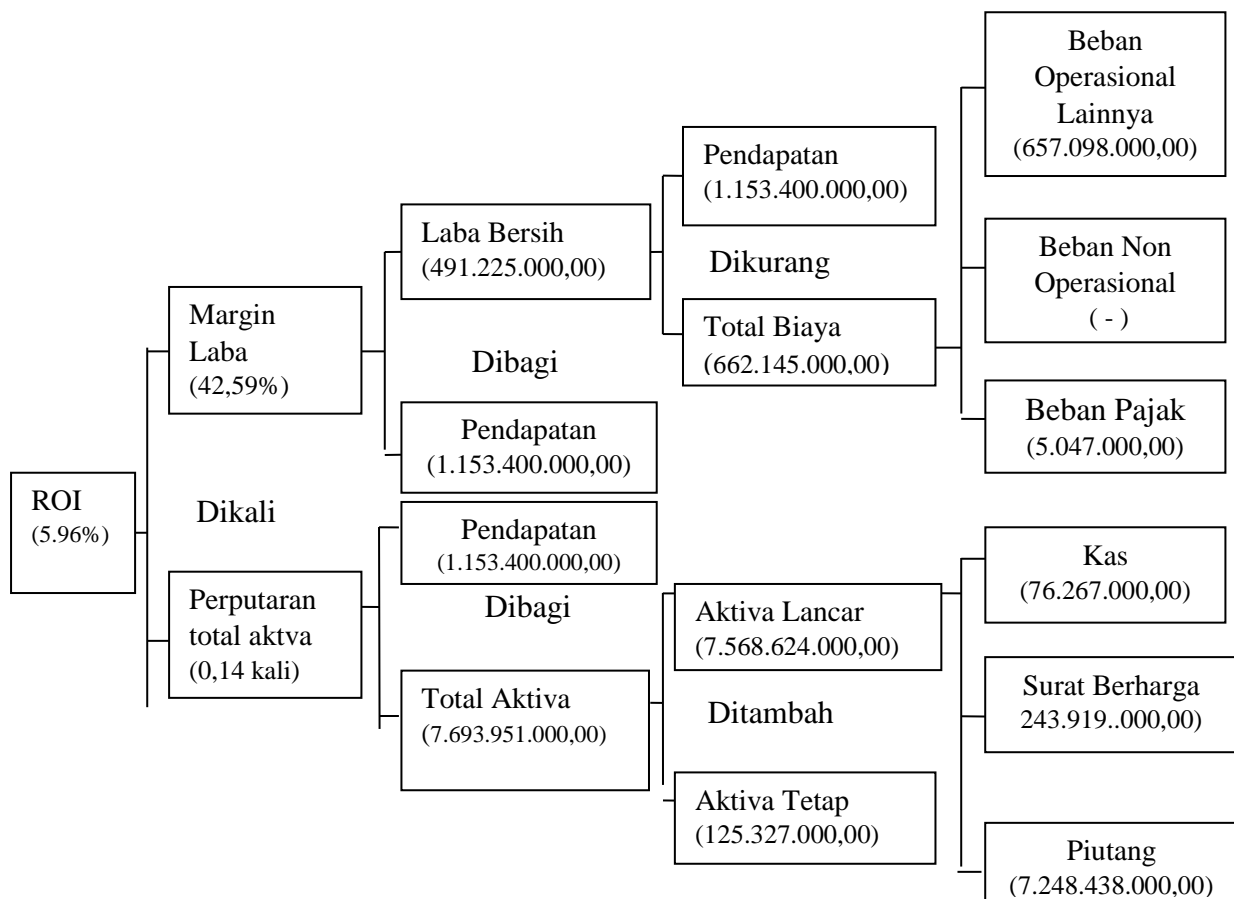 Beban
Operasional
Lainnya
(657.098.000,00)
Pendapatan
(1.153.400.000,00)
Laba Bersih
(491.225.000,00)
Dikurang
Beban Non
Operasional
( - )
Margin
Laba
(42,59%)
Total Biaya
(662.145.000,00)
Dibagi
Beban Pajak
(5.047.000,00)
Pendapatan
(1.153.400.000,00)
ROI
(5.96%)
Dikali
Pendapatan
(1.153.400.000,00)
Kas
(76.267.000,00)
Perputaran
total aktva
(0,14 kali)
Dibagi
Aktiva Lancar
(7.568.624.000,00)
Total Aktiva
(7.693.951.000,00)
Ditambah
Surat Berharga
243.919..000,00)
Aktiva Tetap
(125.327.000,00)
Piutang
(7.248.438.000,00)